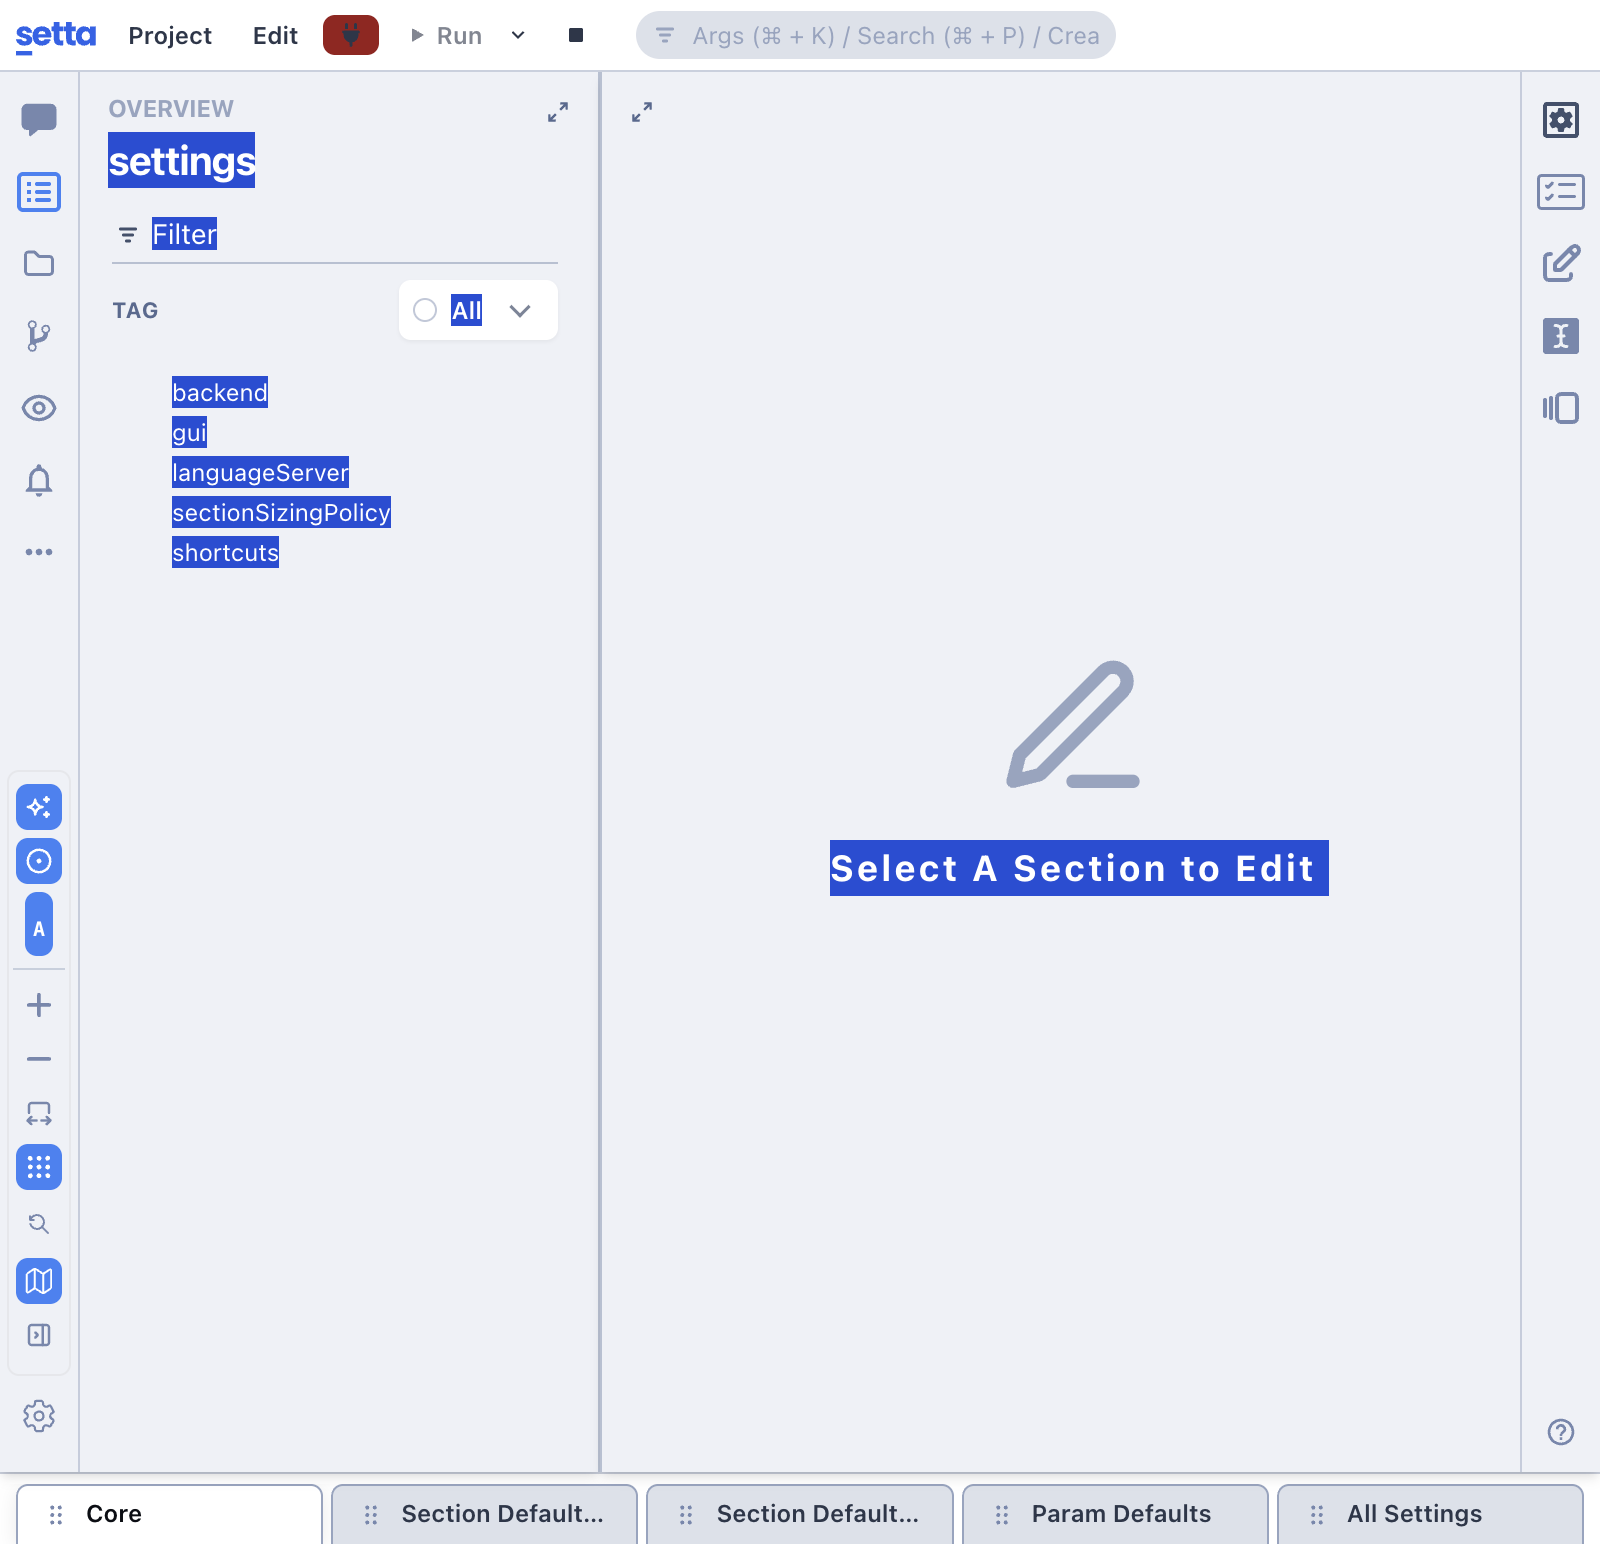 setta Project Edit Run Args (⌘ + K) / Search (⌘ + P) / Crea
OVERVIEW
settings
Filter
TAG All
backend
gui
languageServer
sectionSizingPolicy
shortcuts
Select A Section to Edit
A
Core Section Default... Section Default... Param Defaults All Settings